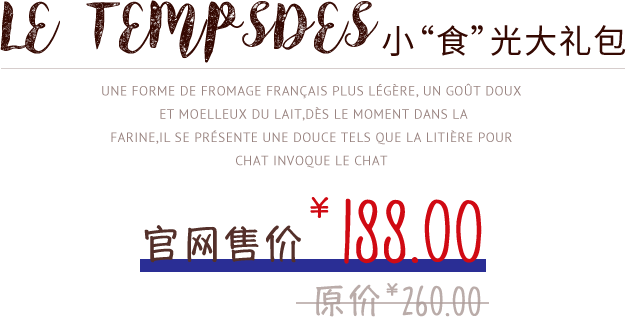 LE TEMPSDES 小“食”光大礼包
UNE FORME DE FROMAGE FRANÇAIS PLUS LÉGÈRE, UN GOÛT DOUX
ET MOELLEUX DU LAIT,DÈS LE MOMENT DANS LA
FARINE,IL SE PRÉSENTE UNE DOUCE TELS QUE LA LITIÈRE POUR
CHAT INVOQUE LE CHAT
官网售价 ¥188.00
原价 ¥260.00